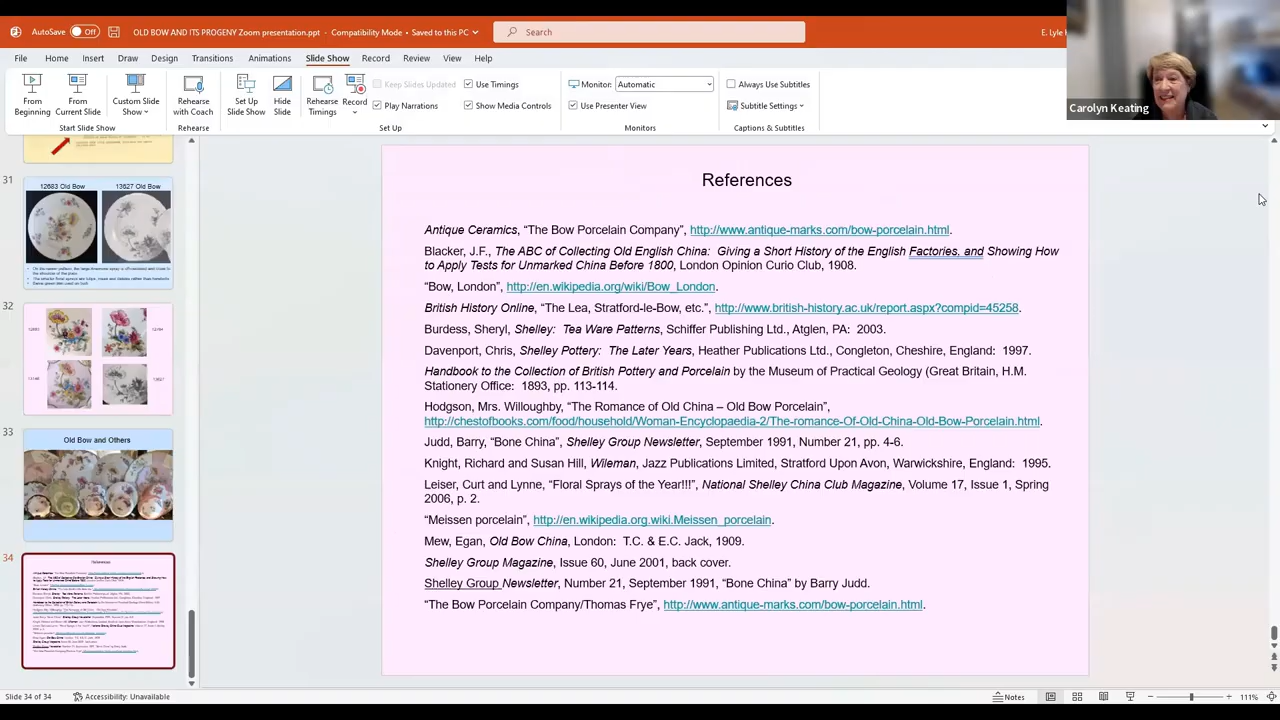 AutoSave Off OLD BOW AND ITS PROGENY Zoom presentation.ppt - Compatibility Mode • Saved to this PC Search E. Lyle
File Home Insert Draw Design Transitions Animations Slide Show Record Review View Help
From Beginning
From Current Slide
Custom Slide Show
Start Slide Show
Rehearse with Coach
Rehearse
Set Up Slide Show
Hide Slide
Rehearse Timings
Record
Keep Slides Updated
Use Timings
Play Narrations
Show Media Controls
Set Up
Monitor: Automatic
Use Presenter View
Monitors
Always Use Subtitles
Subtitle Settings
Captions & Subtitles
Carolyn Keating
31
12683 Old Bow 13627 Old Bow
32
33
Old Bow and Others
34
References
References
Antique Ceramics, “The Bow Porcelain Company”, http://www.antique-marks.com/bow-porcelain.html.
Blacker, J.F., The ABC of Collecting Old English China: Giving a Short History of the English Factories, and Showing How
to Apply Tests for Unmarked China Before 1800, London Opinion Curio Club, 1908.
“Bow, London”, http://en.wikipedia.org/wiki/Bow_London.
British History Online, “The Lea, Stratford-le-Bow, etc.”, http://www.british-history.ac.uk/report.aspx?compid=45258.
Burdess, Sheryl, Shelley: Tea Ware Patterns, Schiffer Publishing Ltd., Atglen, PA: 2003.
Davenport, Chris, Shelley Pottery: The Later Years, Heather Publications Ltd., Congleton, Cheshire, England: 1997.
Handbook to the Collection of British Pottery and Porcelain by the Museum of Practical Geology (Great Britain, H.M.
Stationery Office: 1893, pp. 113-114.
Hodgson, Mrs. Willoughby, “The Romance of Old China – Old Bow Porcelain”,
http://chestofbooks.com/food/household/Woman-Encyclopaedia-2/The-romance-Of-Old-China-Old-Bow-Porcelain.html.
Judd, Barry, “Bone China”, Shelley Group Newsletter, September 1991, Number 21, pp. 4-6.
Knight, Richard and Susan Hill, Wileman, Jazz Publications Limited, Stratford Upon Avon, Warwickshire, England: 1995.
Leiser, Curt and Lynne, “Floral Sprays of the Year!!!”, National Shelley China Club Magazine, Volume 17, Issue 1, Spring
2006, p. 2.
“Meissen porcelain”, http://en.wikipedia.org.wiki.Meissen_porcelain.
Mew, Egan, Old Bow China, London: T.C. & E.C. Jack, 1909.
Shelley Group Magazine, Issue 60, June 2001, back cover.
Shelley Group Newsletter, Number 21, September 1991, “Bone China” by Barry Judd.
“The Bow Porcelain Company/Thomas Frye”, http://www.antique-marks.com/bow-porcelain.html.
Slide 34 of 34 Accessibility: Unavailable Notes 111%